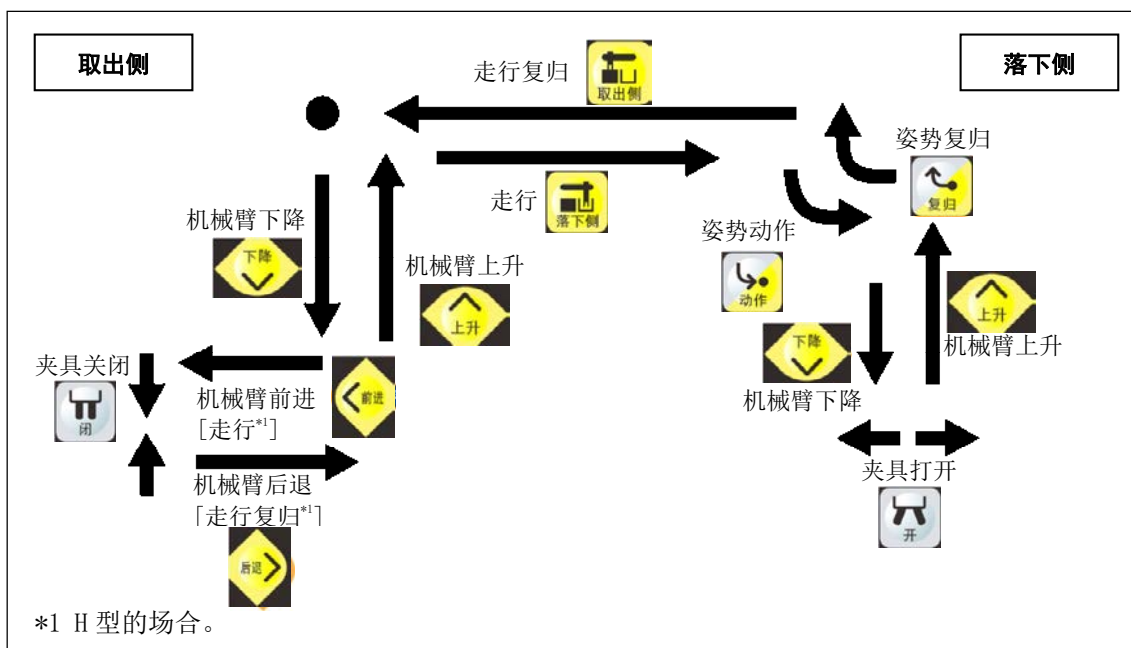 取出侧
落下侧
走行复归
取出侧
姿势复归
复归
走行
落下侧
机械臂下降
下降
机械臂上升
上升
姿势动作
动作
下降
机械臂下降
上升
机械臂上升
夹具关闭
闭
机械臂前进
[走行*1]
前进
机械臂后退
[走行复归*1]
后退
夹具打开
开
*1 H 型的场合。